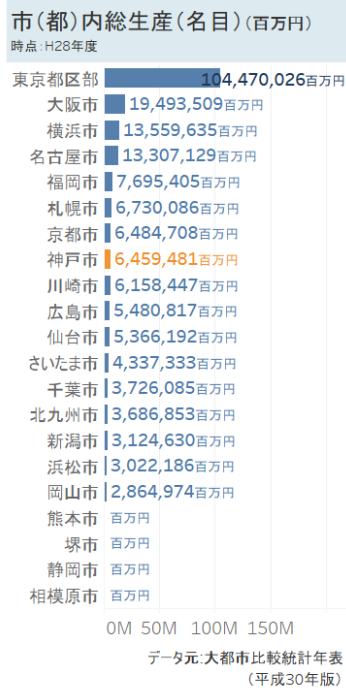 市(都)内総生産(名目)(百万円)
時点:H28年度
東京都区部 104,470,026百万円
大阪市 19,493,509百万円
横浜市 13,559,635百万円
名古屋市 13,307,129百万円
福岡市 7,695,405百万円
札幌市 6,730,086百万円
京都市 6,484,708百万円
神戸市 6,459,481百万円
川崎市 6,158,447百万円
広島市 5,480,817百万円
仙台市 5,366,192百万円
さいたま市 4,337,333百万円
千葉市 3,726,085百万円
北九州市 3,686,853百万円
新潟市 3,124,630百万円
浜松市 3,022,186百万円
岡山市 2,864,974百万円
熊本市 百万円
堺市 百万円
静岡市 百万円
相模原市 百万円
0M 50M 100M 150M
データ元:大都市比較統計年表
(平成30年版)